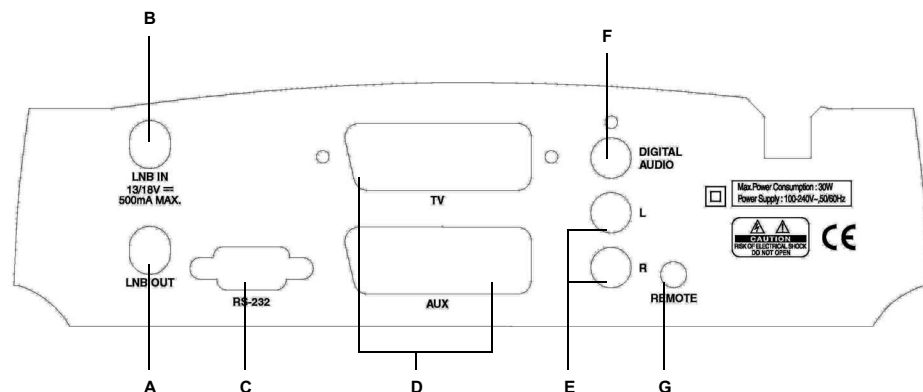 B
F
LNB IN
13/18V ⎓
500mA MAX.
TV
DIGITAL
AUDIO
L
Max.Power Consumption : 30W
Power Supply : 100-240V~,50/60Hz
CAUTION
RISK OF ELECTRICAL SHOCK
DO NOT OPEN
CE
LNB OUT
RS-232
AUX
R
REMOTE
A
C
D
E
G